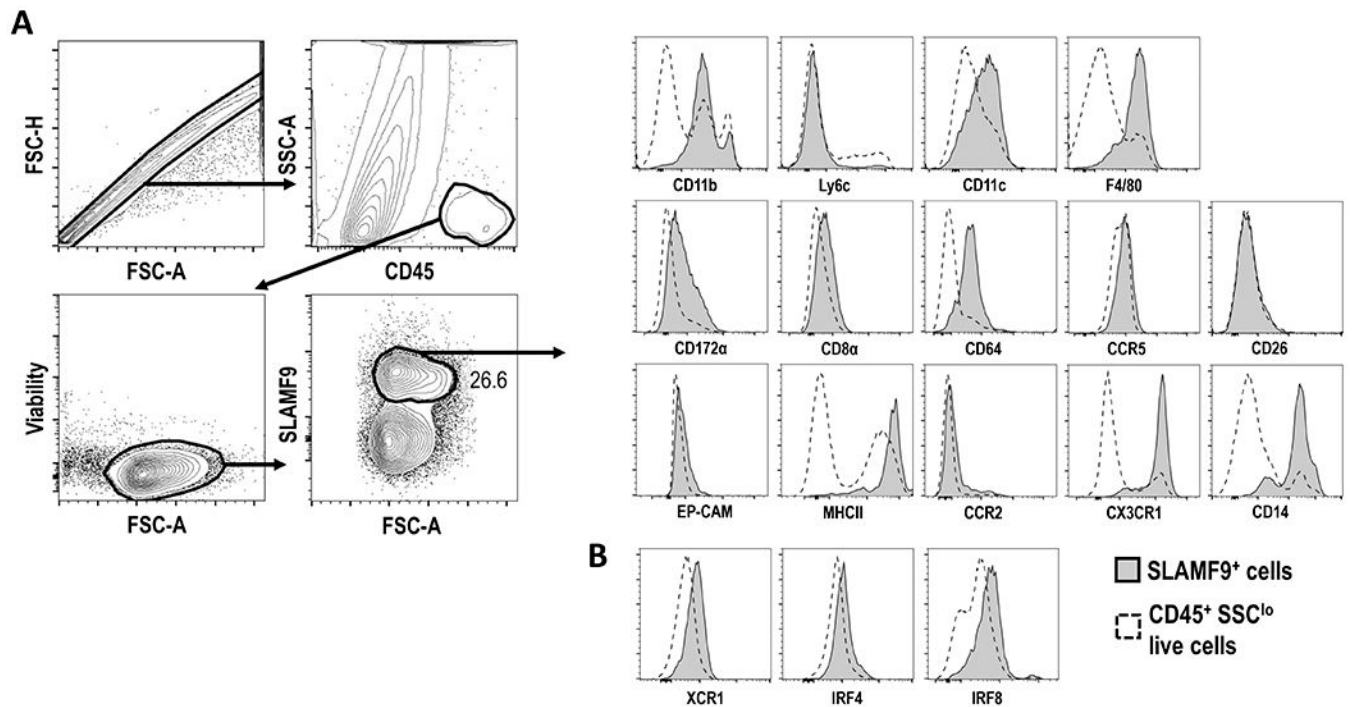 A
FSC-H
FSC-A
SSC-A
CD45
Viability
FSC-A
SLAMF9
26.6
FSC-A
CD11b
Ly6c
CD11c
F4/80
CD172α
CD8α
CD64
CCR5
CD26
EP-CAM
MHCII
CCR2
CX3CR1
CD14
B
XCR1
IRF4
IRF8
SLAMF9⁺ cells
CD45⁺ SSCˡᵒ
live cells